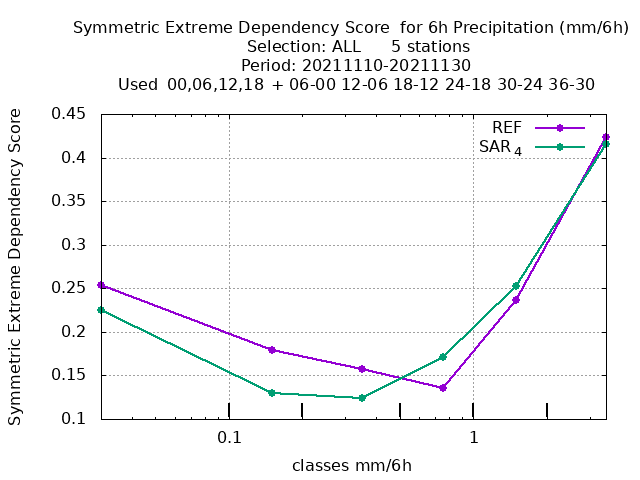 Symmetric Extreme Dependency Score  for 6h Precipitation (mm/6h)
Selection: ALL      5 stations
Period: 20211110-20211130
Used  00,06,12,18  + 06-00 12-06 18-12 24-18 30-24 36-30
Symmetric Extreme Dependency Score
0.45
0.4
0.35
0.3
0.25
0.2
0.15
0.1
REF
SAR 4
0.1
1
classes mm/6h